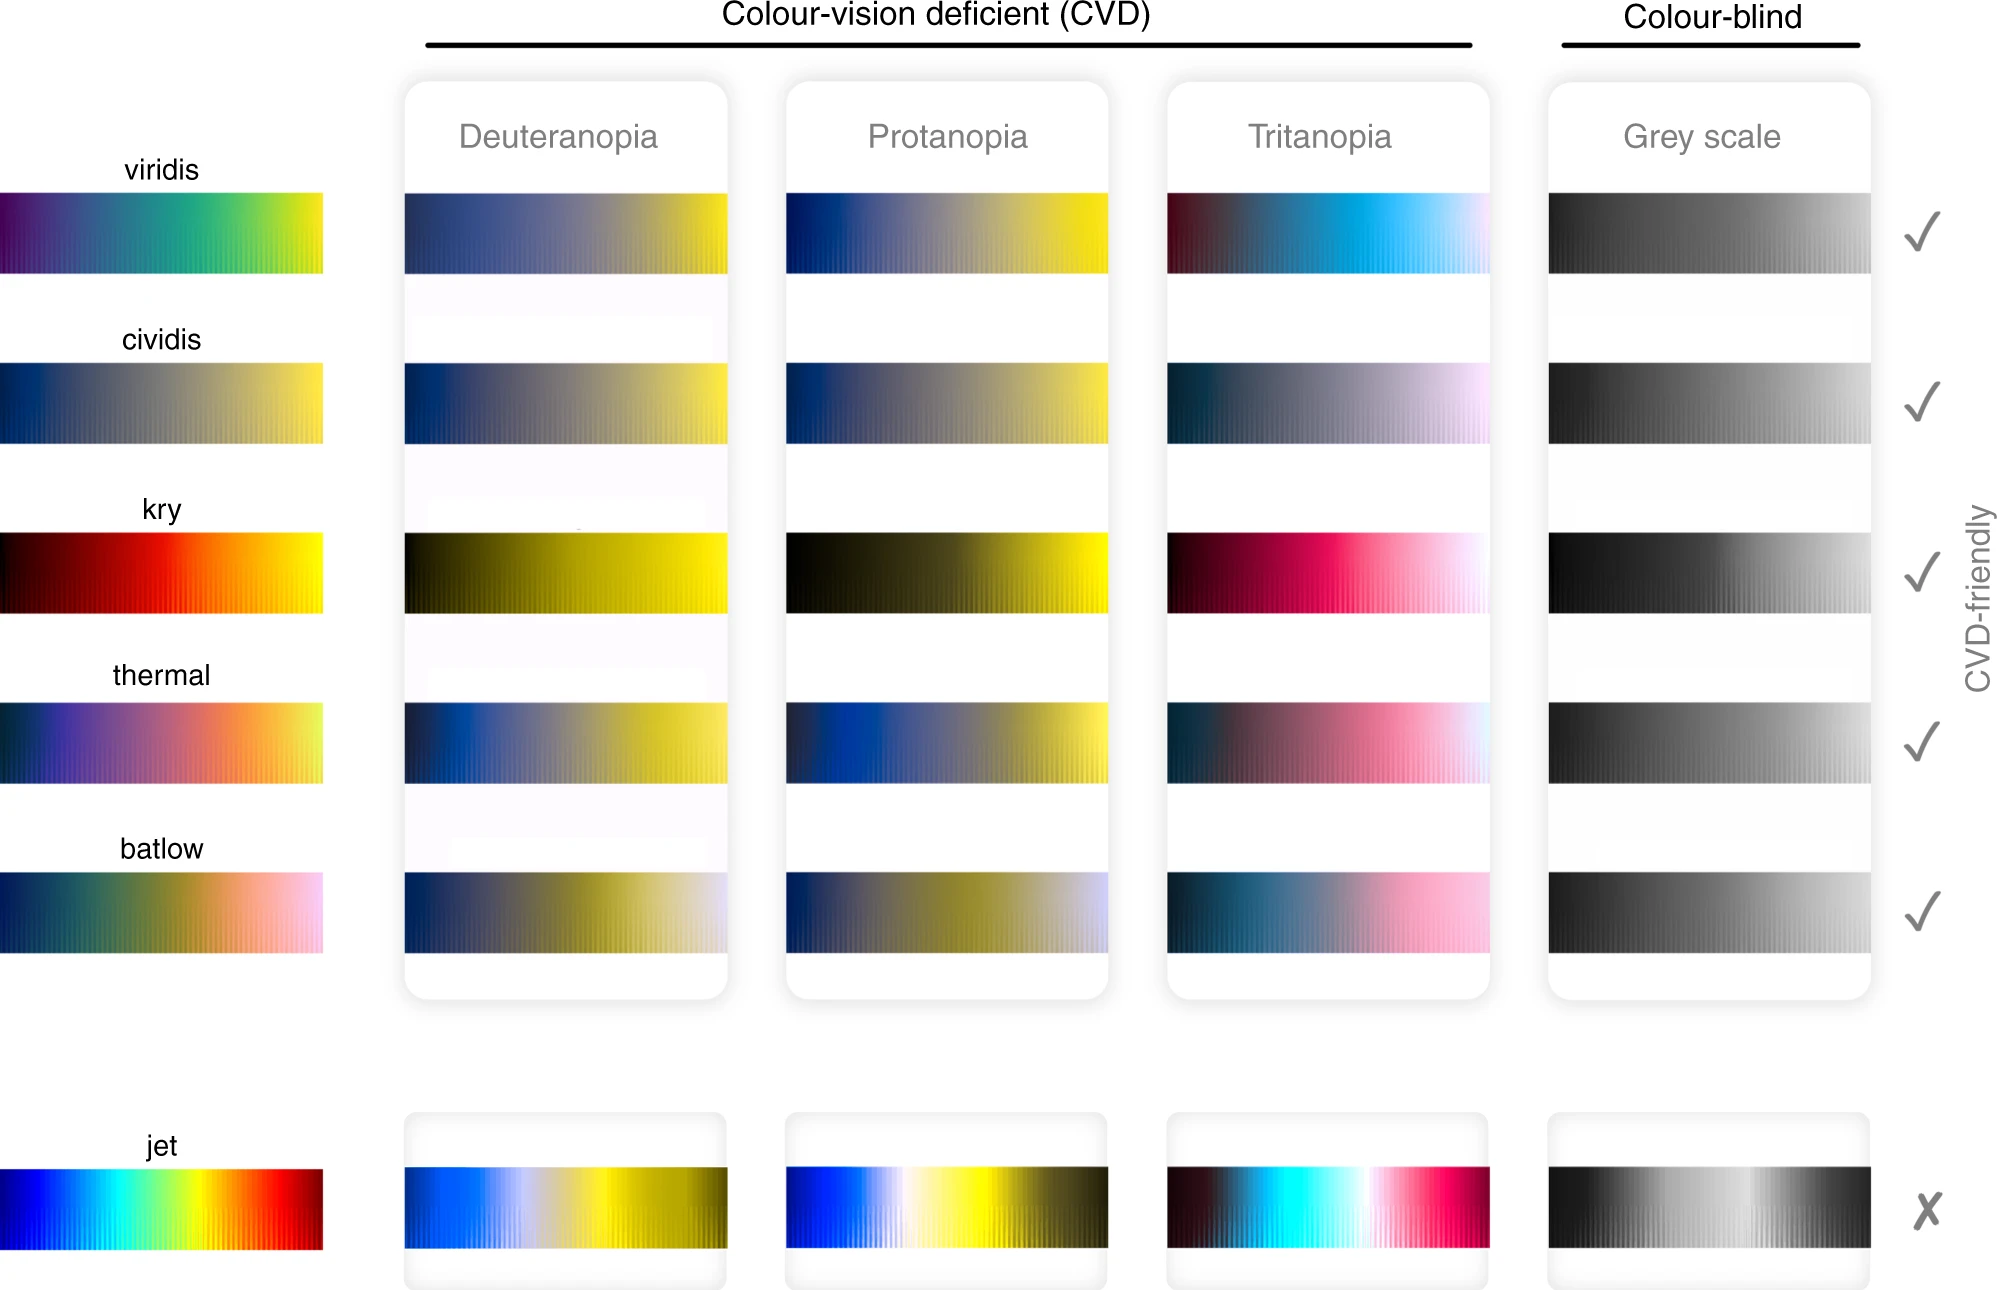 Colour-vision deficient (CVD)
Colour-blind
Deuteranopia
Protanopia
Tritanopia
Grey scale
viridis
cividis
kry
thermal
batlow
CVD-friendly
jet